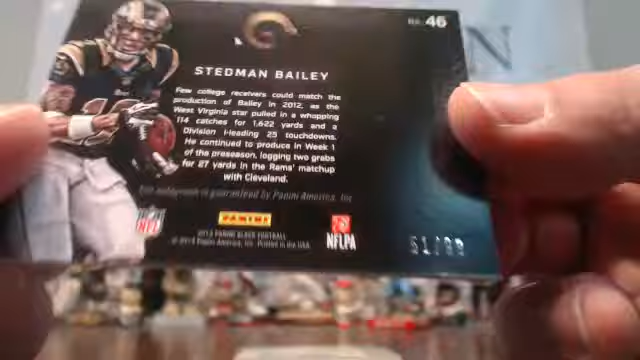 No. 46
STEDMAN BAILEY
Few college receivers could match the
production of Bailey in 2012, as the
West Virginia star pulled in a whopping
114 catches for 1,622 yards and a
Division Heading 25 touchdowns.
He continued to produce in Week 1
of the preseason, logging two grabs
for 27 yards in the Rams' matchup
with Cleveland.
autograph is guaranteed by Panini America, Inc
NFL
PANINI
NFLPA
2013 PANINI BLACK FOOTBALL
© 2013 Panini America, Inc. Printed in the USA.